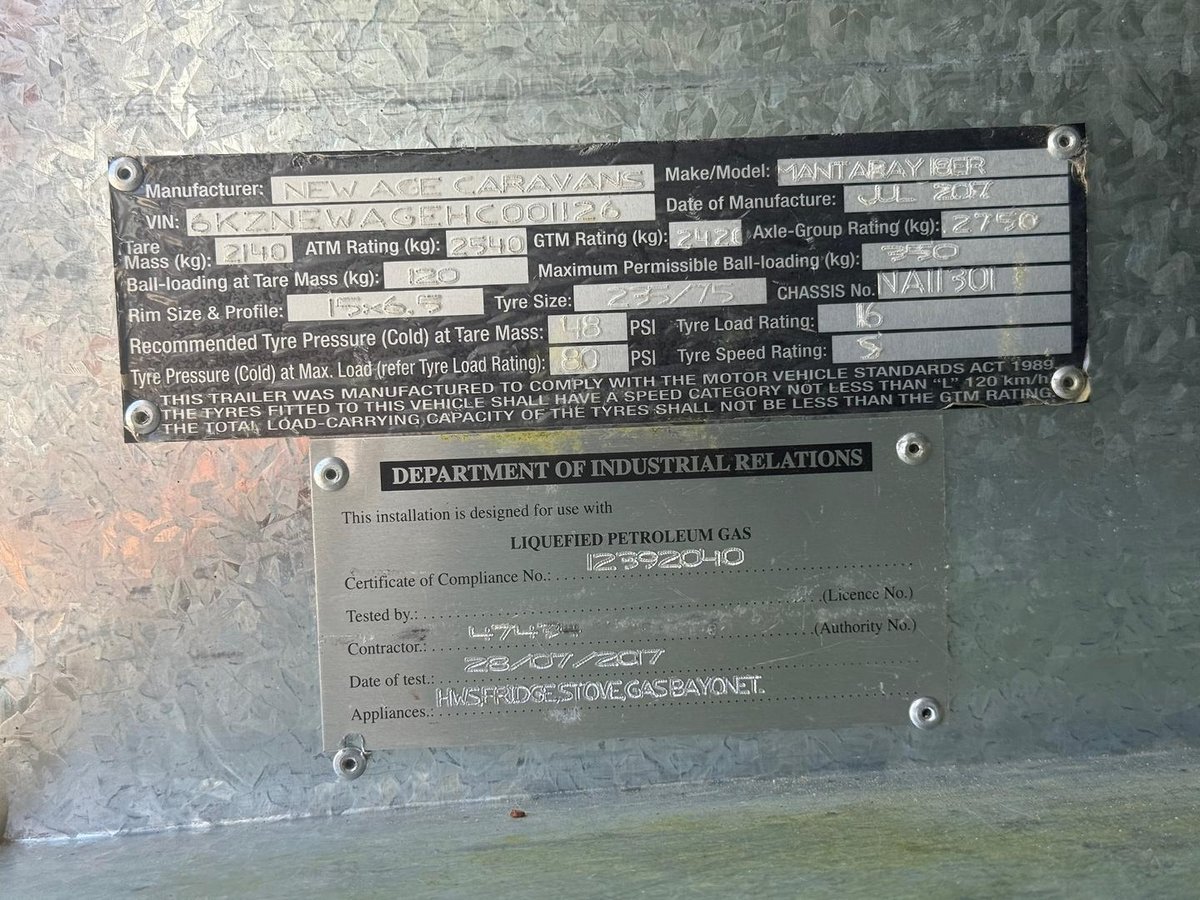 Manufacturer: NEW AGE CARAVANS Make/Model: MANTARAY 18ER
VIN: 6KZNEWAGEHC001126 Date of Manufacture: JUL 2017
Tare Mass (kg): 2140 ATM Rating (kg): 2540 GTM Rating (kg): 2420 Axle-Group Rating (kg): 2750
Ball-loading at Tare Mass (kg): 120 Maximum Permissible Ball-loading (kg):
Rim Size & Profile: 15x6.5 Tyre Size: 235/75 CHASSIS No. NA11301
Recommended Tyre Pressure (Cold) at Tare Mass: 48 PSI Tyre Load Rating:
Tyre Pressure (Cold) at Max. Load (refer Tyre Load Rating): 80 PSI Tyre Speed Rating: S
THIS TRAILER WAS MANUFACTURED TO COMPLY WITH THE MOTOR VEHICLE STANDARDS ACT 1989.
THE TYRES FITTED TO THIS VEHICLE SHALL HAVE A SPEED CATEGORY NOT LESS THAN "L" 120 km/h
THE TOTAL LOAD-CARRYING CAPACITY OF THE TYRES SHALL NOT BE LESS THAN THE GTM RATING.
DEPARTMENT OF INDUSTRIAL RELATIONS
This installation is designed for use with
LIQUEFIED PETROLEUM GAS
Certificate of Compliance No.: 12392040
Tested by.: (Licence No.)
Contractor.: 47434 (Authority No.)
Date of test.: 28/07/2017
Appliances.: HWS,FRIDGE,STOVE,GAS BAYONET.